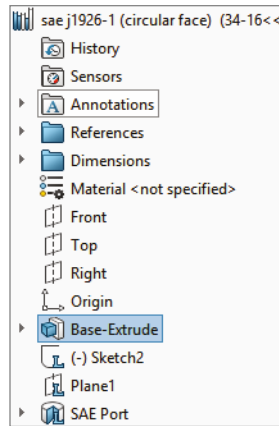 sae j1926-1 (circular face) (34-16<<
History
Sensors
A Annotations
References
Dimensions
Material <not specified>
Front
Top
Right
Origin
Base-Extrude
(-) Sketch2
Plane1
SAE Port